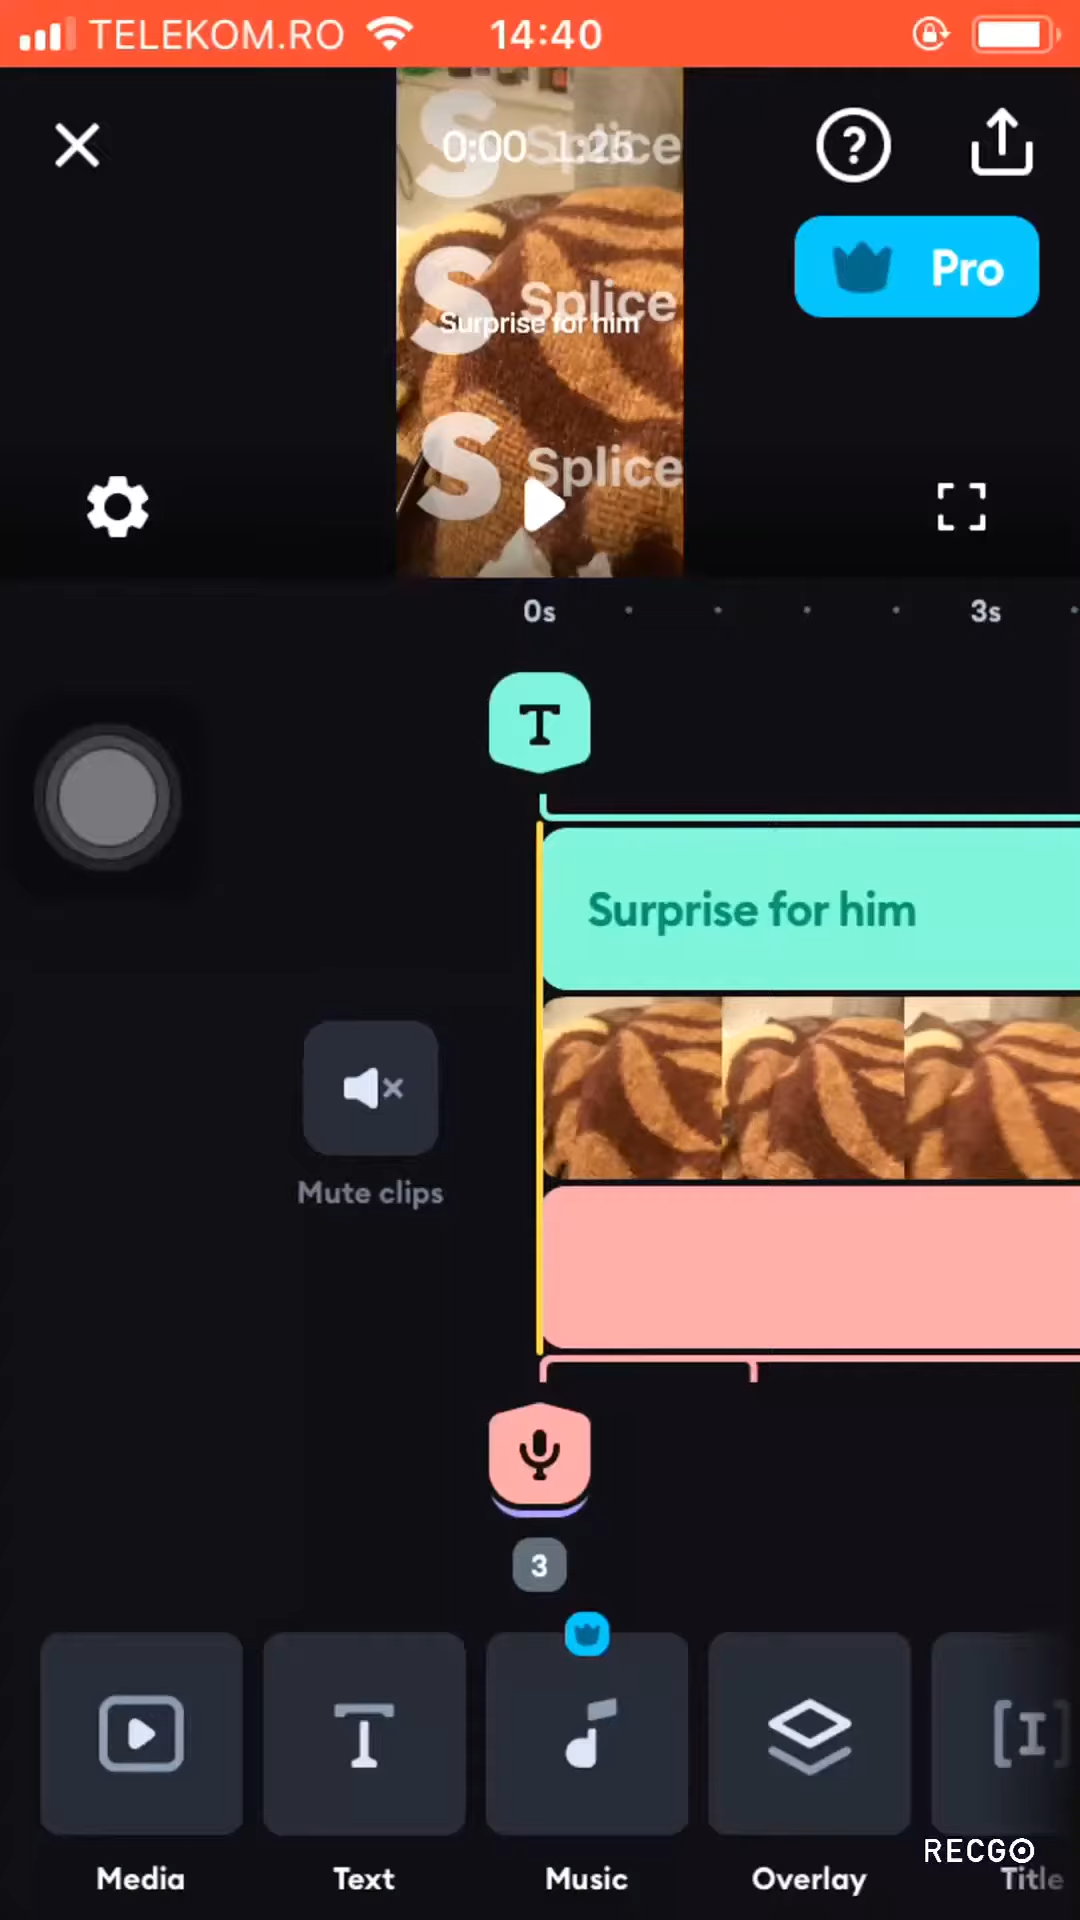 TELEKOM.RO 14:40
0:00 1:25
S Splice
Pro
S Splice
Surprise for him
S Splice
0s 3s
T
Surprise for him
Mute clips
3
Media Text Music Overlay Title
RECGO